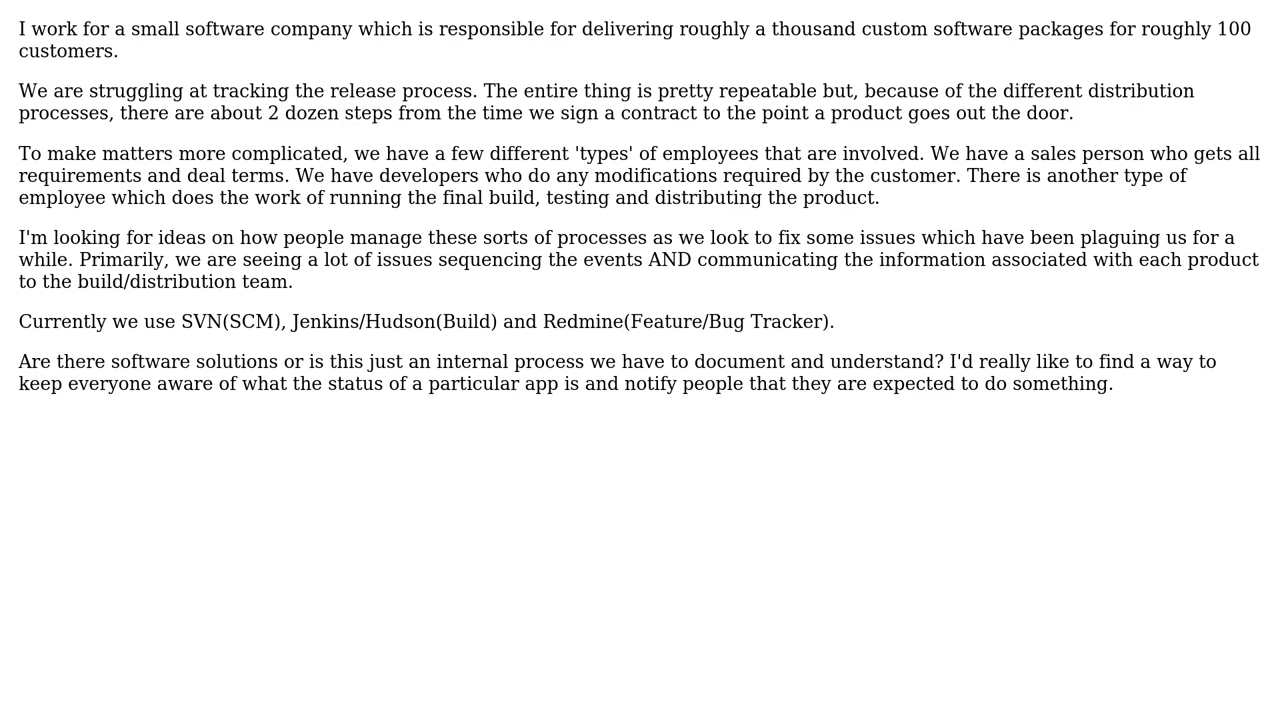 I work for a small software company which is responsible for delivering roughly a thousand custom software packages for roughly 100
customers.
We are struggling at tracking the release process. The entire thing is pretty repeatable but, because of the different distribution
processes, there are about 2 dozen steps from the time we sign a contract to the point a product goes out the door.
To make matters more complicated, we have a few different 'types' of employees that are involved. We have a sales person who gets all
requirements and deal terms. We have developers who do any modifications required by the customer. There is another type of
employee which does the work of running the final build, testing and distributing the product.
I'm looking for ideas on how people manage these sorts of processes as we look to fix some issues which have been plaguing us for a
while. Primarily, we are seeing a lot of issues sequencing the events AND communicating the information associated with each product
to the build/distribution team.
Currently we use SVN(SCM), Jenkins/Hudson(Build) and Redmine(Feature/Bug Tracker).
Are there software solutions or is this just an internal process we have to document and understand? I'd really like to find a way to
keep everyone aware of what the status of a particular app is and notify people that they are expected to do something.